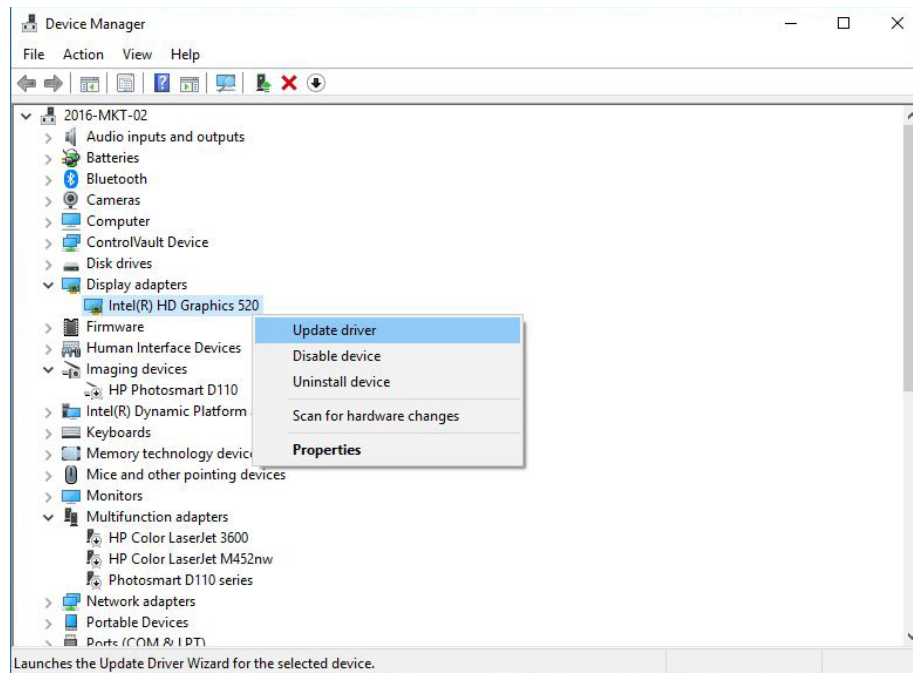 Device Manager
File Action View Help
2016-MKT-02
Audio inputs and outputs
Batteries
Bluetooth
Cameras
Computer
ControlVault Device
Disk drives
Display adapters
Intel(R) HD Graphics 520
Firmware
Update driver
Human Interface Devices
Disable device
Imaging devices
Uninstall device
HP Photosmart D110
Intel(R) Dynamic Platform
Scan for hardware changes
Keyboards
Memory technology devic
Properties
Mice and other pointing devices
Monitors
Multifunction adapters
HP Color LaserJet 3600
HP Color LaserJet M452nw
Photosmart D110 series
Network adapters
Portable Devices
Ports (COM & LPT)
Launches the Update Driver Wizard for the selected device.